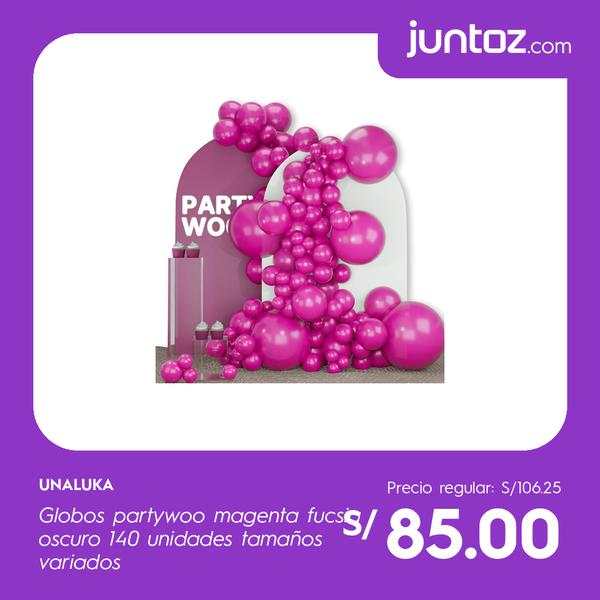 juntoz.com
PARTY
WOO
UNALUKA
Precio regular: S/106.25
Globos partywoo magenta fucsia
oscuro 140 unidades tamaños
variados
S/ 85.00